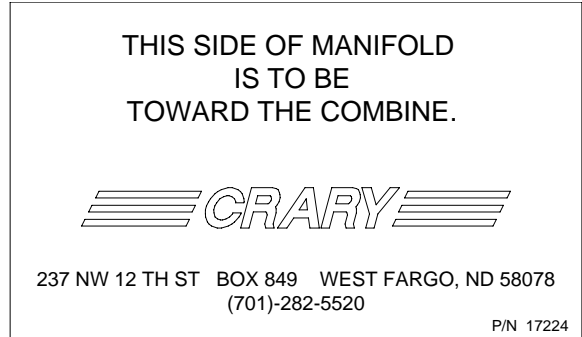 THIS SIDE OF MANIFOLD
IS TO BE
TOWARD THE COMBINE.
CRARY
237 NW 12 TH ST BOX 849 WEST FARGO, ND 58078
(701)-282-5520
P/N 17224